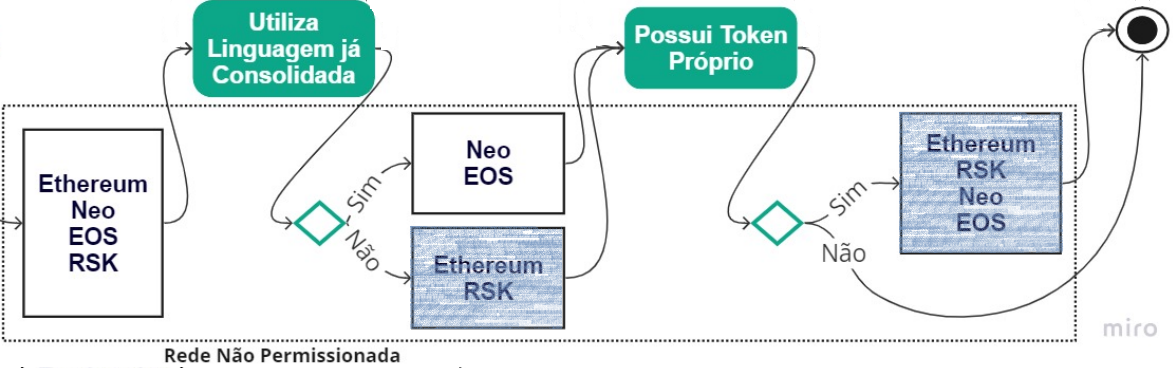 Utiliza
Linguagem já
Consolidada
Possui Token
Próprio
Ethereum
Neo
EOS
RSK
Sim
Não
Neo
EOS
Ethereum
RSK
Sim
Não
Ethereum
RSK
Neo
EOS
miro
Rede Não Permissionada